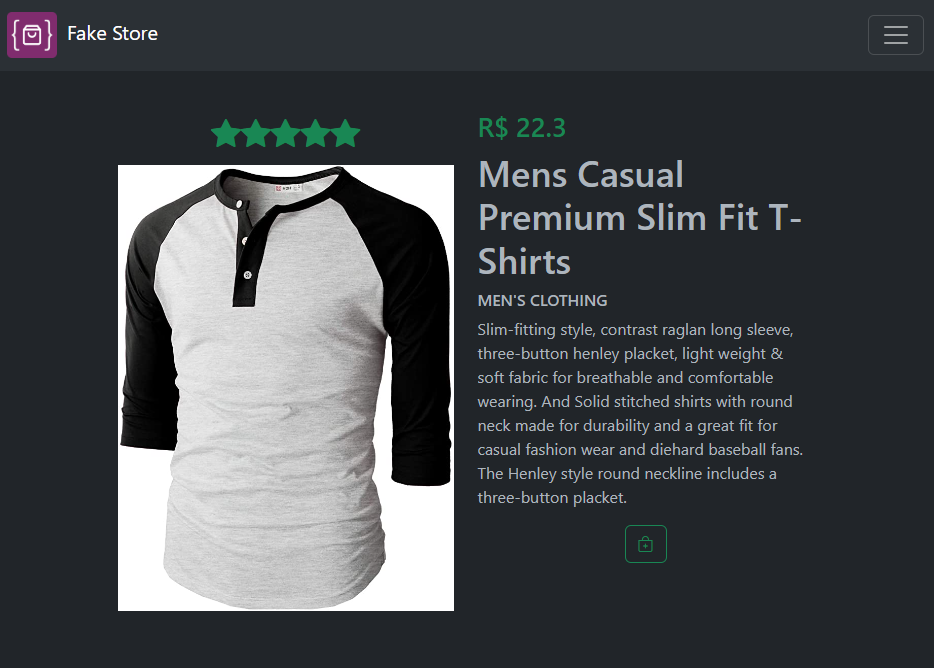 Fake Store
R$ 22.3
Mens Casual
Premium Slim Fit T-
Shirts
MEN'S CLOTHING
Slim-fitting style, contrast raglan long sleeve,
three-button henley placket, light weight &
soft fabric for breathable and comfortable
wearing. And Solid stitched shirts with round
neck made for durability and a great fit for
casual fashion wear and diehard baseball fans.
The Henley style round neckline includes a
three-button placket.